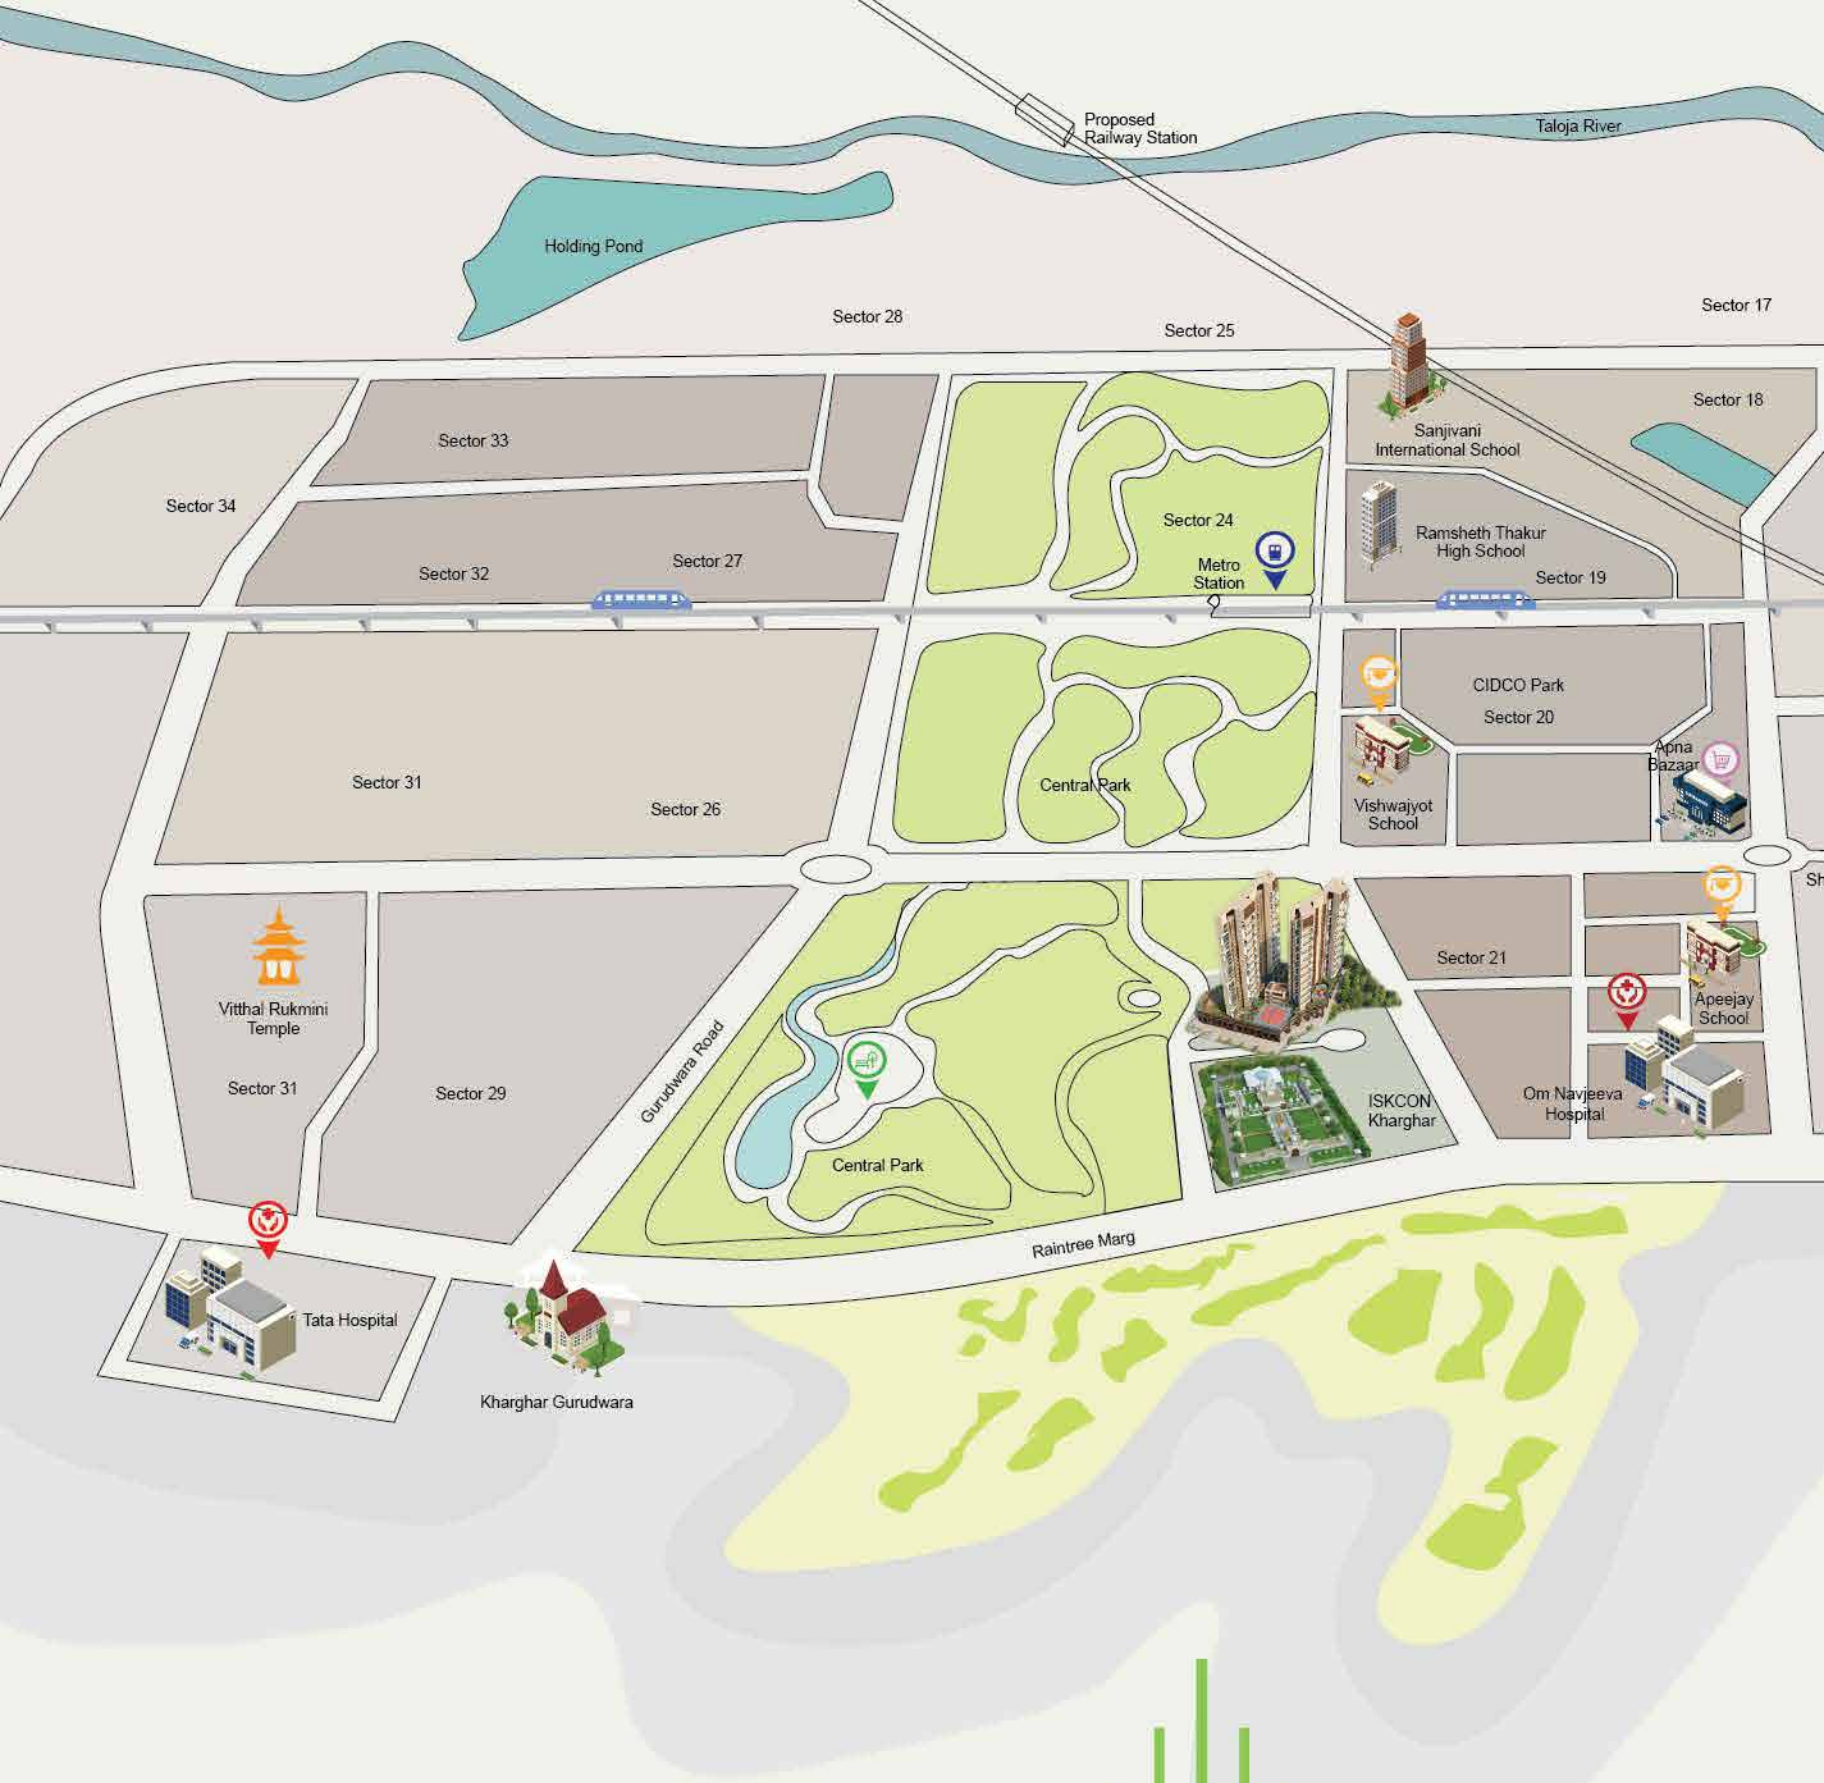 Proposed
Railway Station
Taloja River
Holding Pond
Sector 28
Sector 25
Sector 17
Sector 18
Sector 33
Sanjivani
International School
Sector 34
Sector 24
Ramsheth Thakur
High School
Sector 32
Sector 27
Metro
Station
Sector 19
CIDCO Park
Sector 20
Apna
Bazaar
Sector 31
Sector 26
Central Park
Vishwajyot
School
Sh
Sector 21
Vitthal Rukmini
Temple
Apeejay
School
Sector 31
Sector 29
Gurudwara Road
ISKCON
Kharghar
Om Navjeeva
Hospital
Central Park
Raintree Marg
Tata Hospital
Kharghar Gurudwara